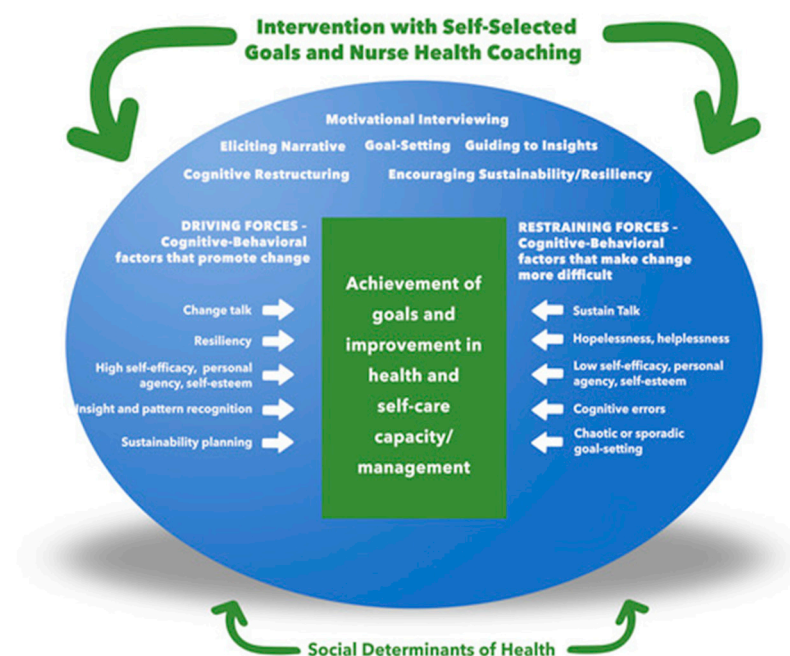 Intervention with Self-Selected
Goals and Nurse Health Coaching
Motivational Interviewing
Eliciting Narrative Goal-Setting Guiding to Insights
Cognitive Restructuring Encouraging Sustainability/Resiliency
DRIVING FORCES –
Cognitive-Behavioral
factors that promote change
Change talk
Resiliency
High self-efficacy, personal
agency, self-esteem
Insight and pattern recognition
Sustainability planning
Achievement of
goals and
improvement in
health and
self-care
capacity/
management
RESTRAINING FORCES –
Cognitive-Behavioral
factors that make change
more difficult
Sustain Talk
Hopelessness, helplessness
Low self-efficacy, personal
agency, self-esteem
Cognitive errors
Chaotic or sporadic
goal-setting
Social Determinants of Health